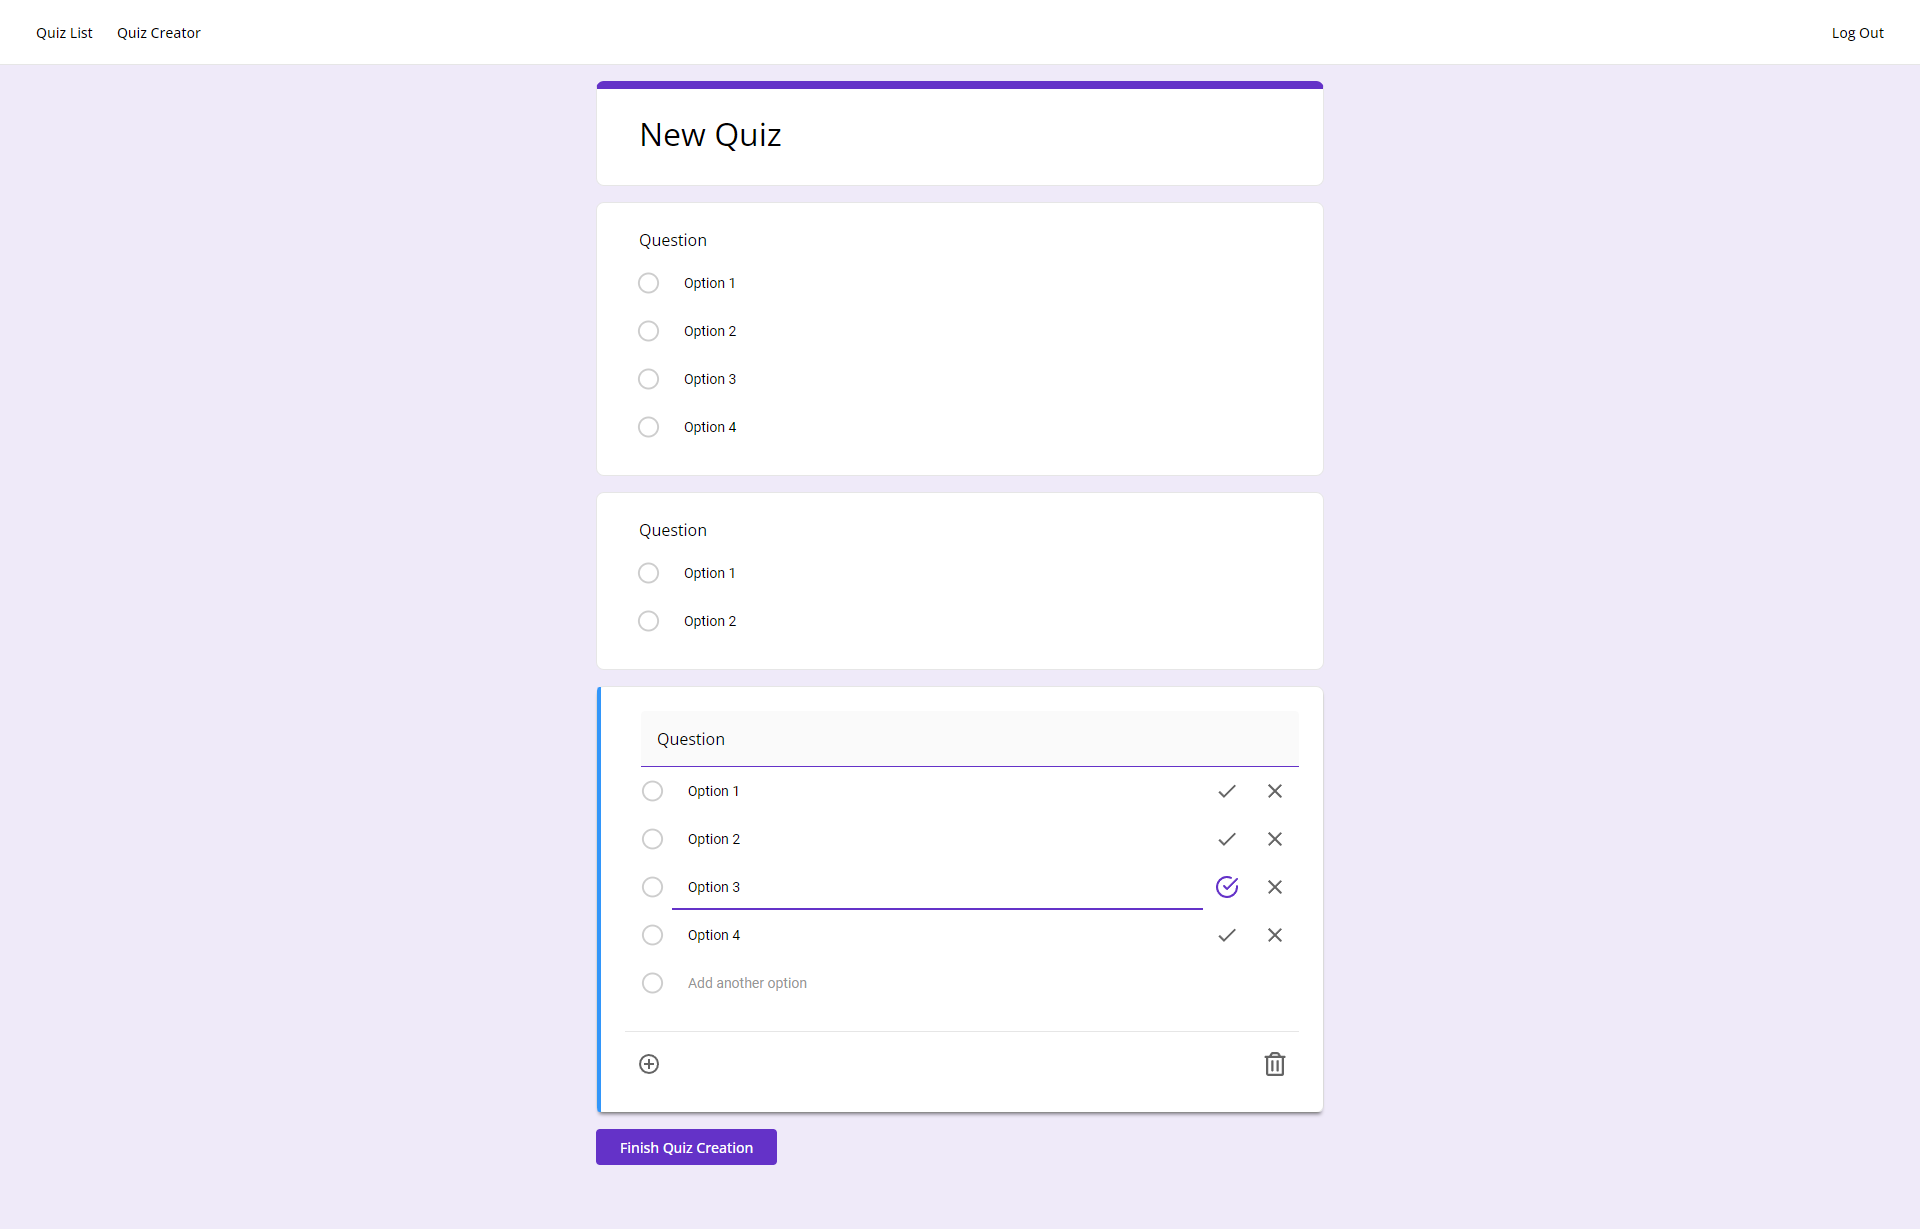 Quiz List Quiz Creator Log Out
New Quiz
Question
Option 1
Option 2
Option 3
Option 4
Question
Option 1
Option 2
Question
Option 1
Option 2
Option 3
Option 4
Add another option
Finish Quiz Creation